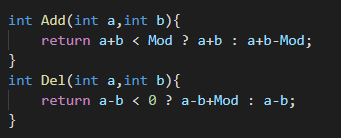 int Add(int a,int b){
    return a+b < Mod ? a+b : a+b-Mod;
}
int Del(int a,int b){
    return a-b < 0 ? a-b+Mod : a-b;
}